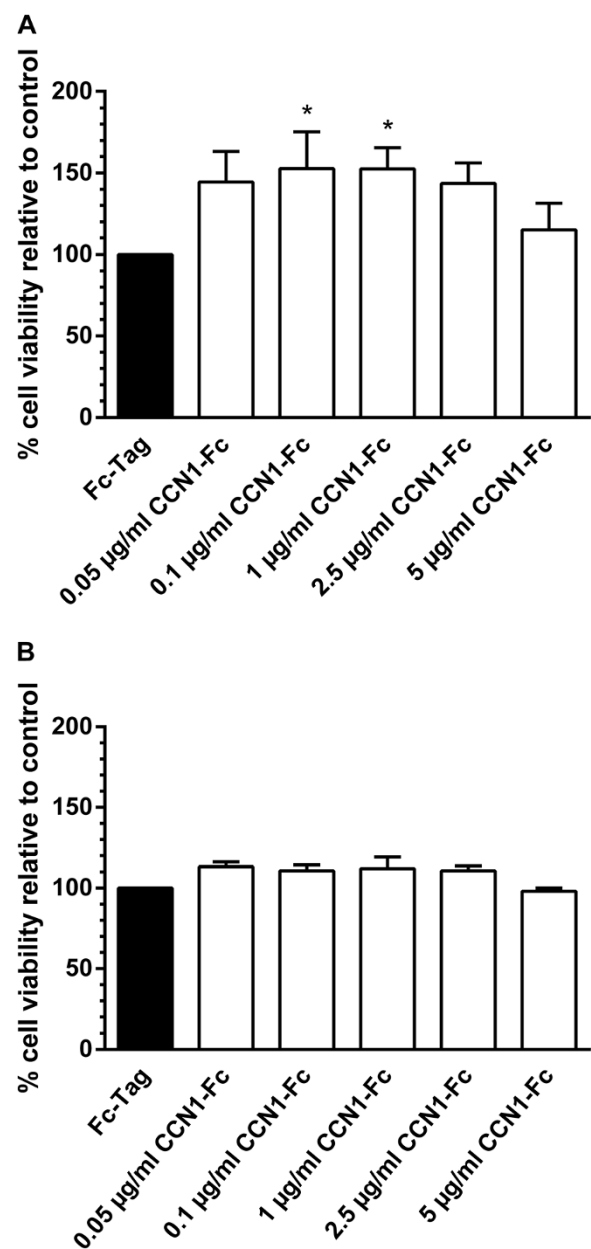 A
% cell viability relative to control
200
150
100
50
0
*
*
Fc-Tag
0.05 µg/ml CCN1-Fc
0.1 µg/ml CCN1-Fc
1 µg/ml CCN1-Fc
2.5 µg/ml CCN1-Fc
5 µg/ml CCN1-Fc
B
% cell viability relative to control
200
150
100
50
0
Fc-Tag
0.05 µg/ml CCN1-Fc
0.1 µg/ml CCN1-Fc
1 µg/ml CCN1-Fc
2.5 µg/ml CCN1-Fc
5 µg/ml CCN1-Fc